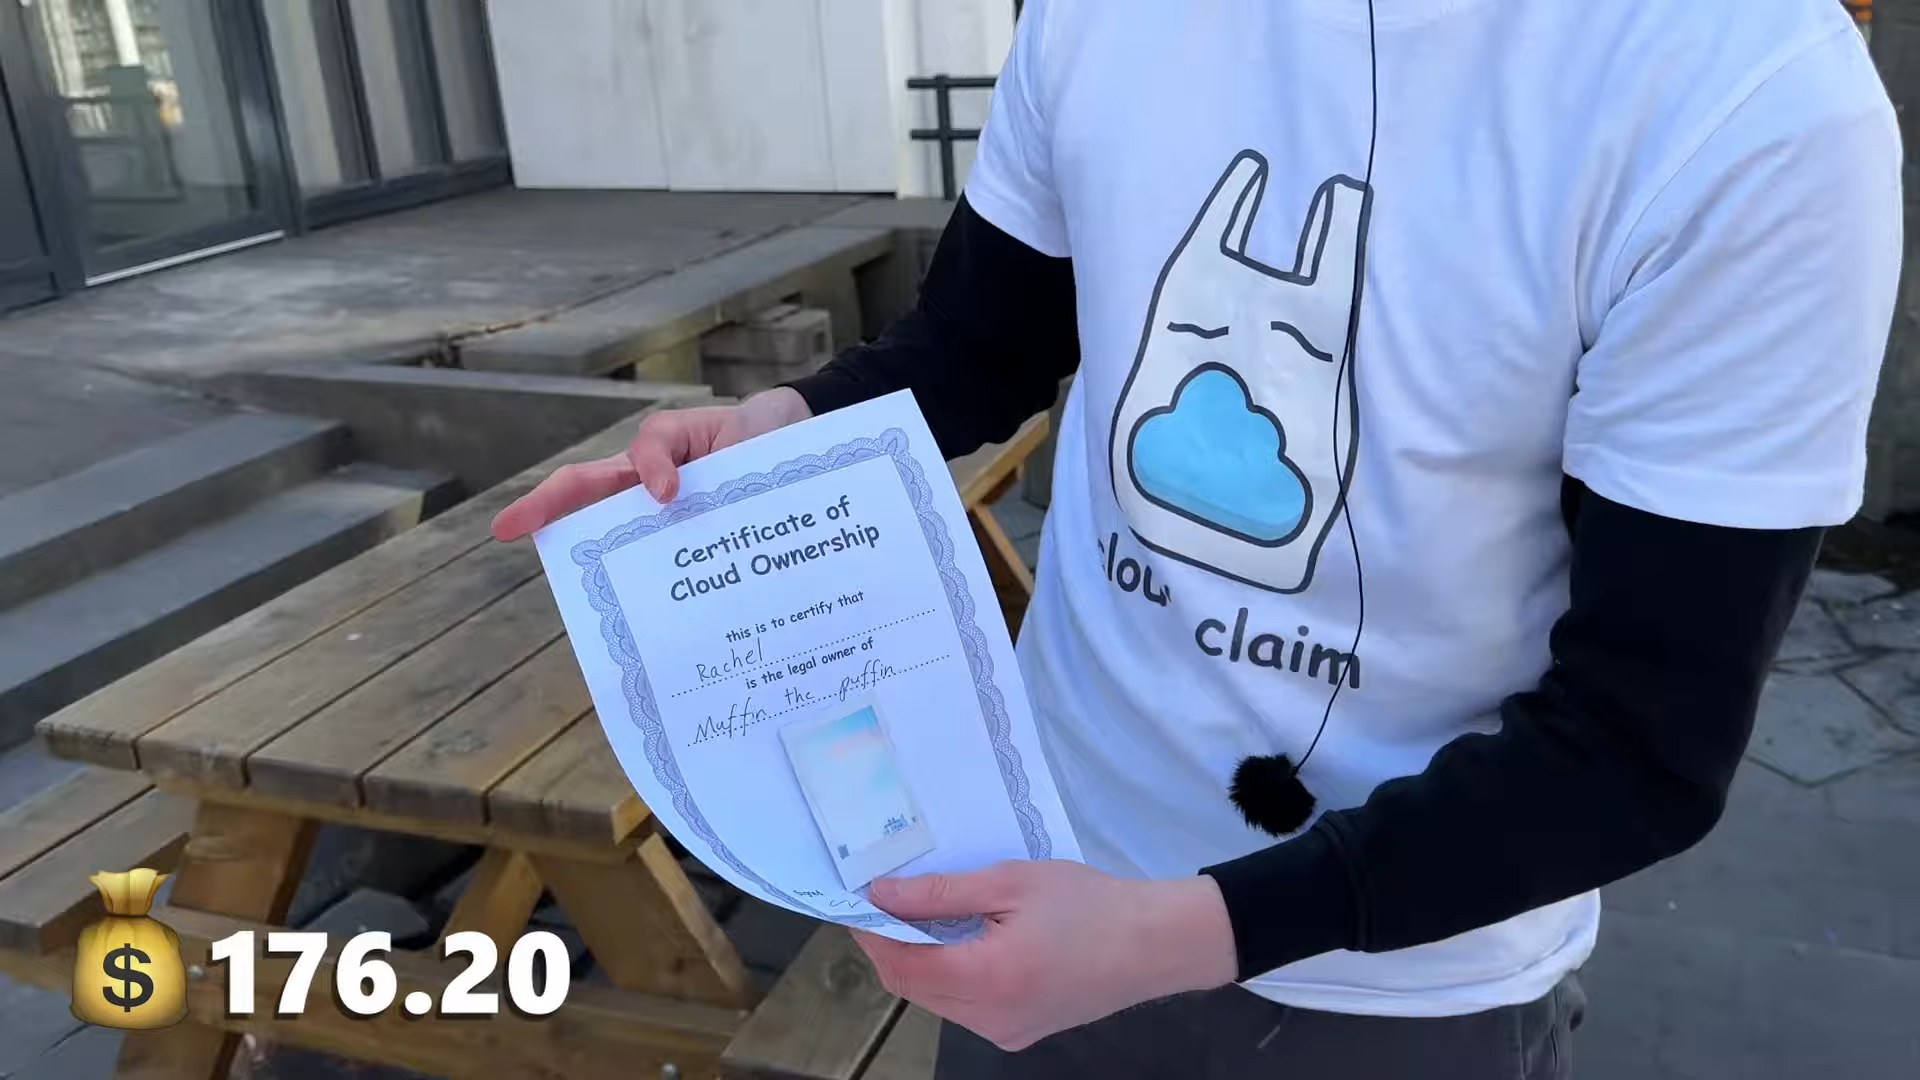 Certificate of
Cloud Ownership
this is to certify that
Rachel
is the legal owner of
Muffin the puffin
claim
$ 176.20